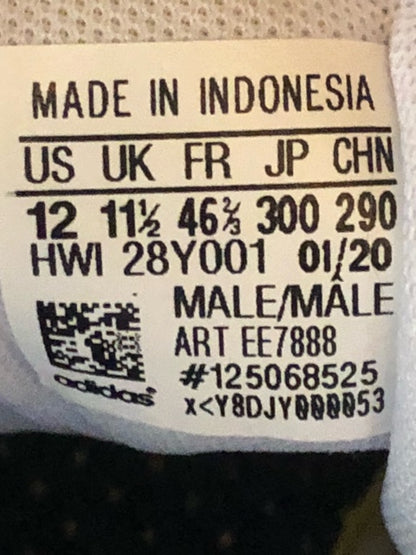 MADE IN INDONESIA
US UK FR JP CHN
12 11½ 46⅔ 300 290
HWI 28Y001 01/20
MALE/MÂLE
ART EE7888
adidas
#125068525
x<Y8DJY000053